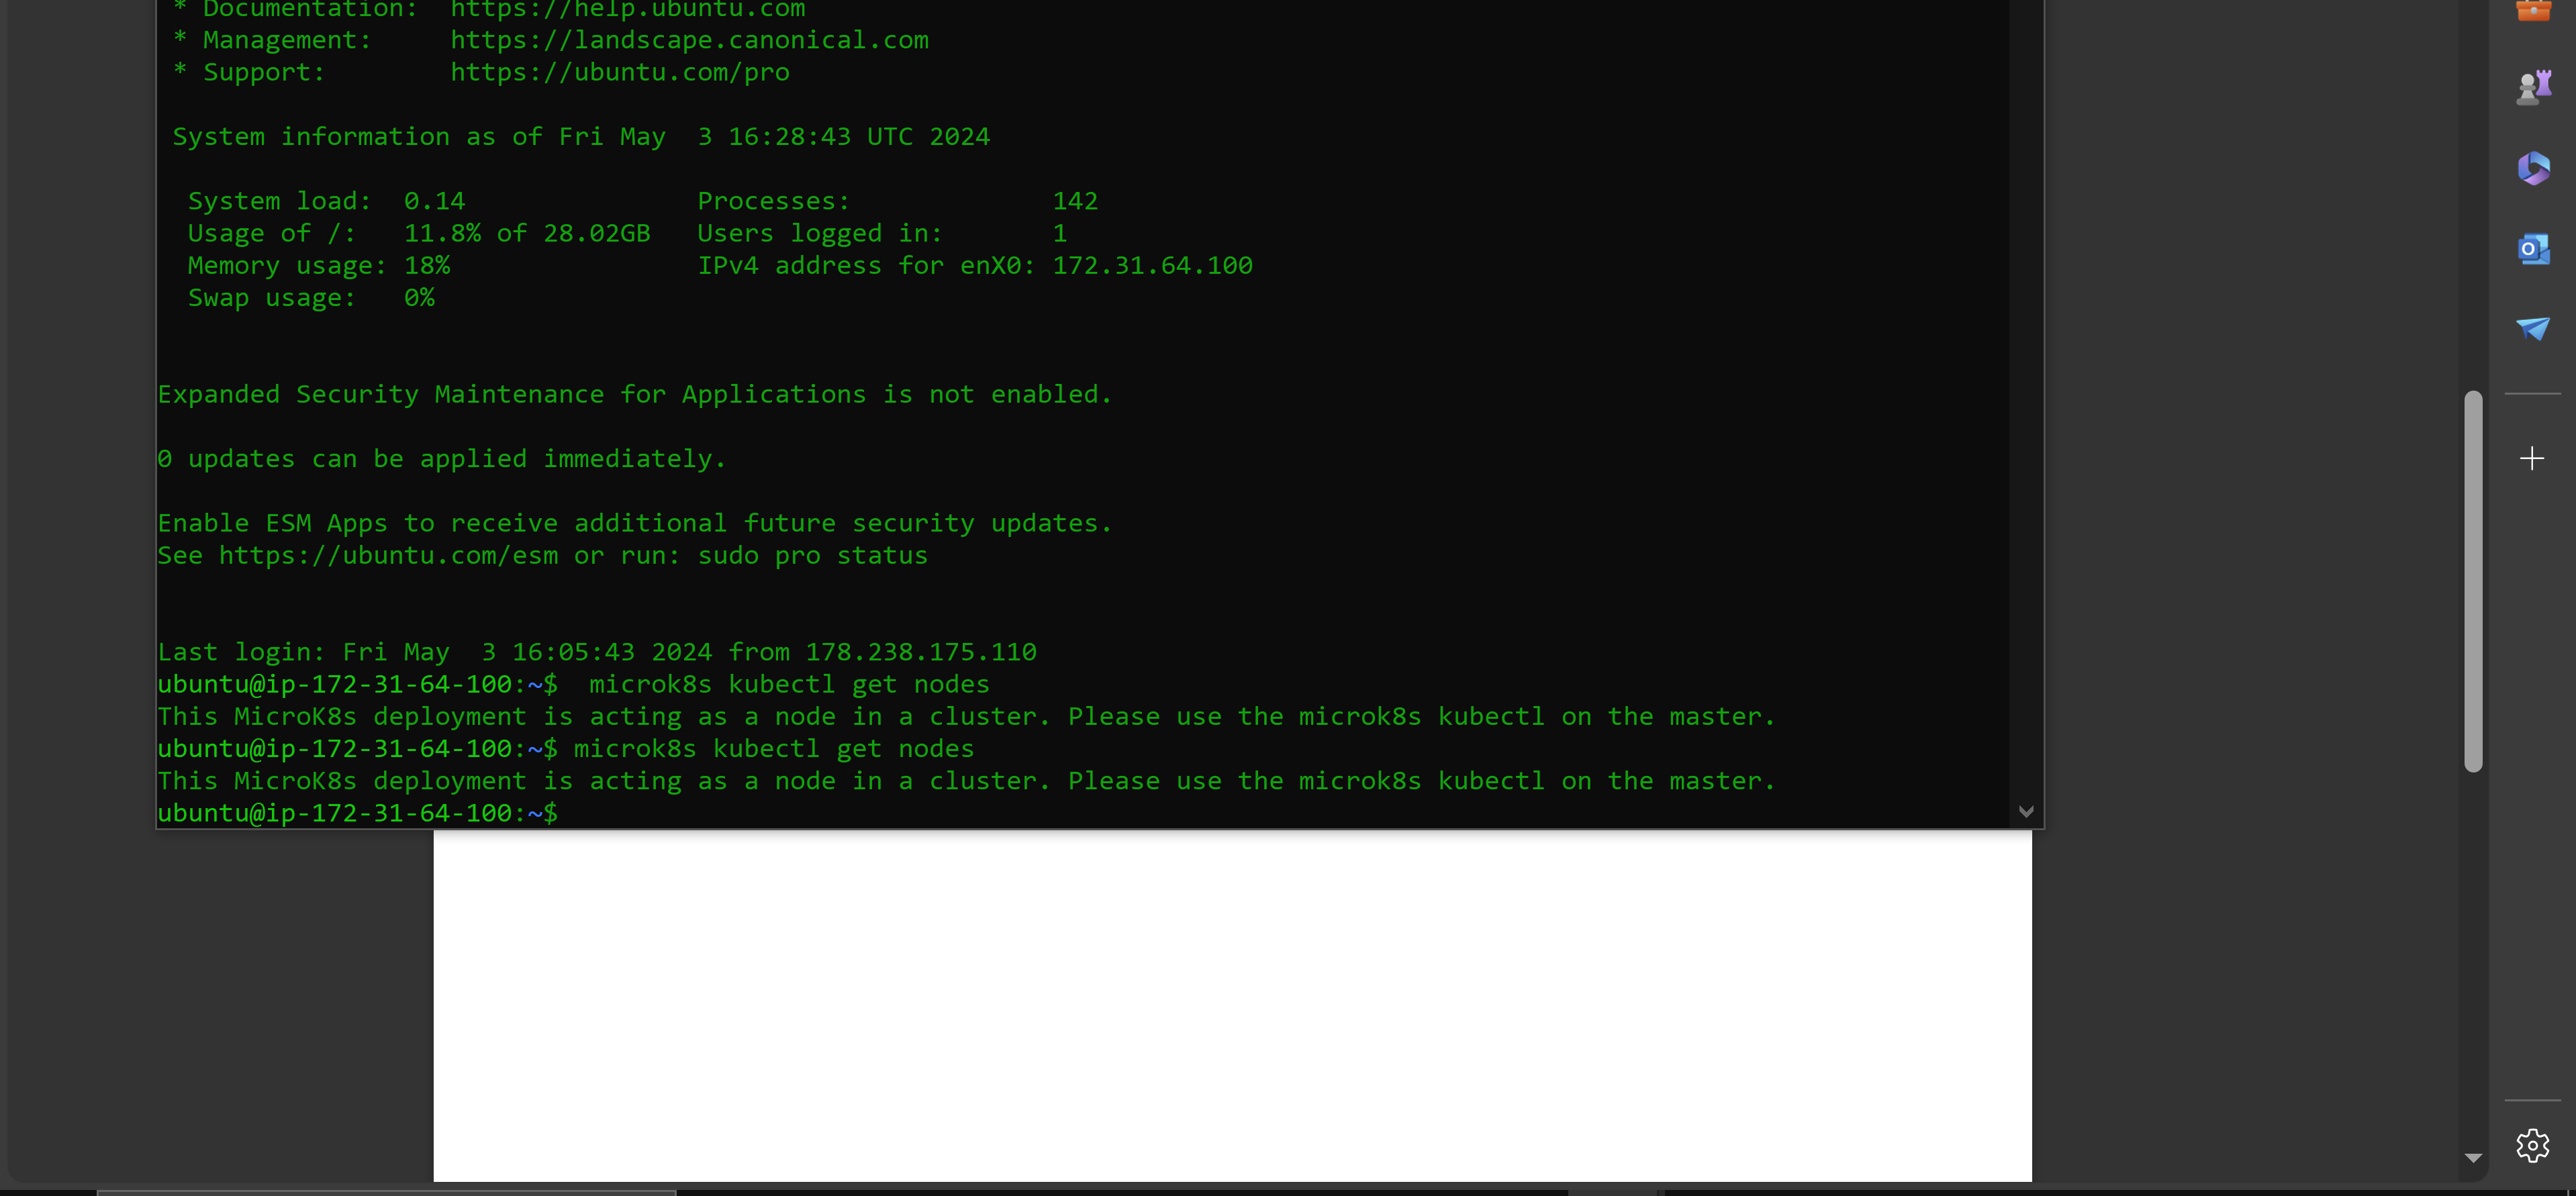 * Documentation:  https://help.ubuntu.com
* Management:     https://landscape.canonical.com
* Support:        https://ubuntu.com/pro
System information as of Fri May  3 16:28:43 UTC 2024
System load:  0.14               Processes:             142
Usage of /:   11.8% of 28.02GB   Users logged in:       1
Memory usage: 18%                IPv4 address for enX0: 172.31.64.100
Swap usage:   0%
Expanded Security Maintenance for Applications is not enabled.
0 updates can be applied immediately.
Enable ESM Apps to receive additional future security updates.
See https://ubuntu.com/esm or run: sudo pro status
Last login: Fri May  3 16:05:43 2024 from 178.238.175.110
ubuntu@ip-172-31-64-100:~$  microk8s kubectl get nodes
This MicroK8s deployment is acting as a node in a cluster. Please use the microk8s kubectl on the master.
ubuntu@ip-172-31-64-100:~$ microk8s kubectl get nodes
This MicroK8s deployment is acting as a node in a cluster. Please use the microk8s kubectl on the master.
ubuntu@ip-172-31-64-100:~$